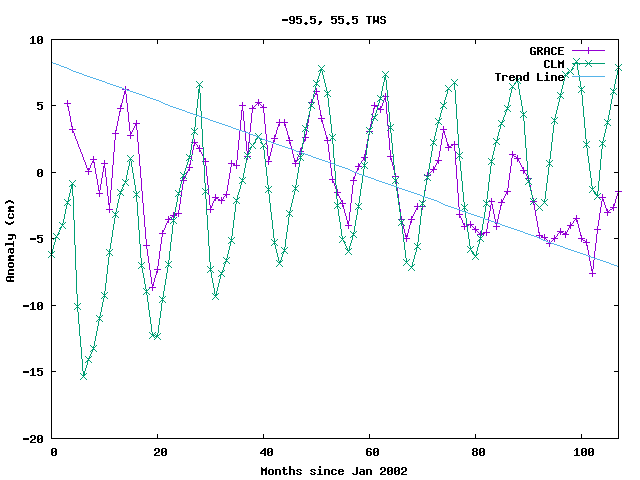 -95.5, 55.5 TWS
10
5
0
-5
-10
-15
-20
0 20 40 60 80 100
GRACE
CLM
Trend Line
Anomaly (cm)
Months since Jan 2002